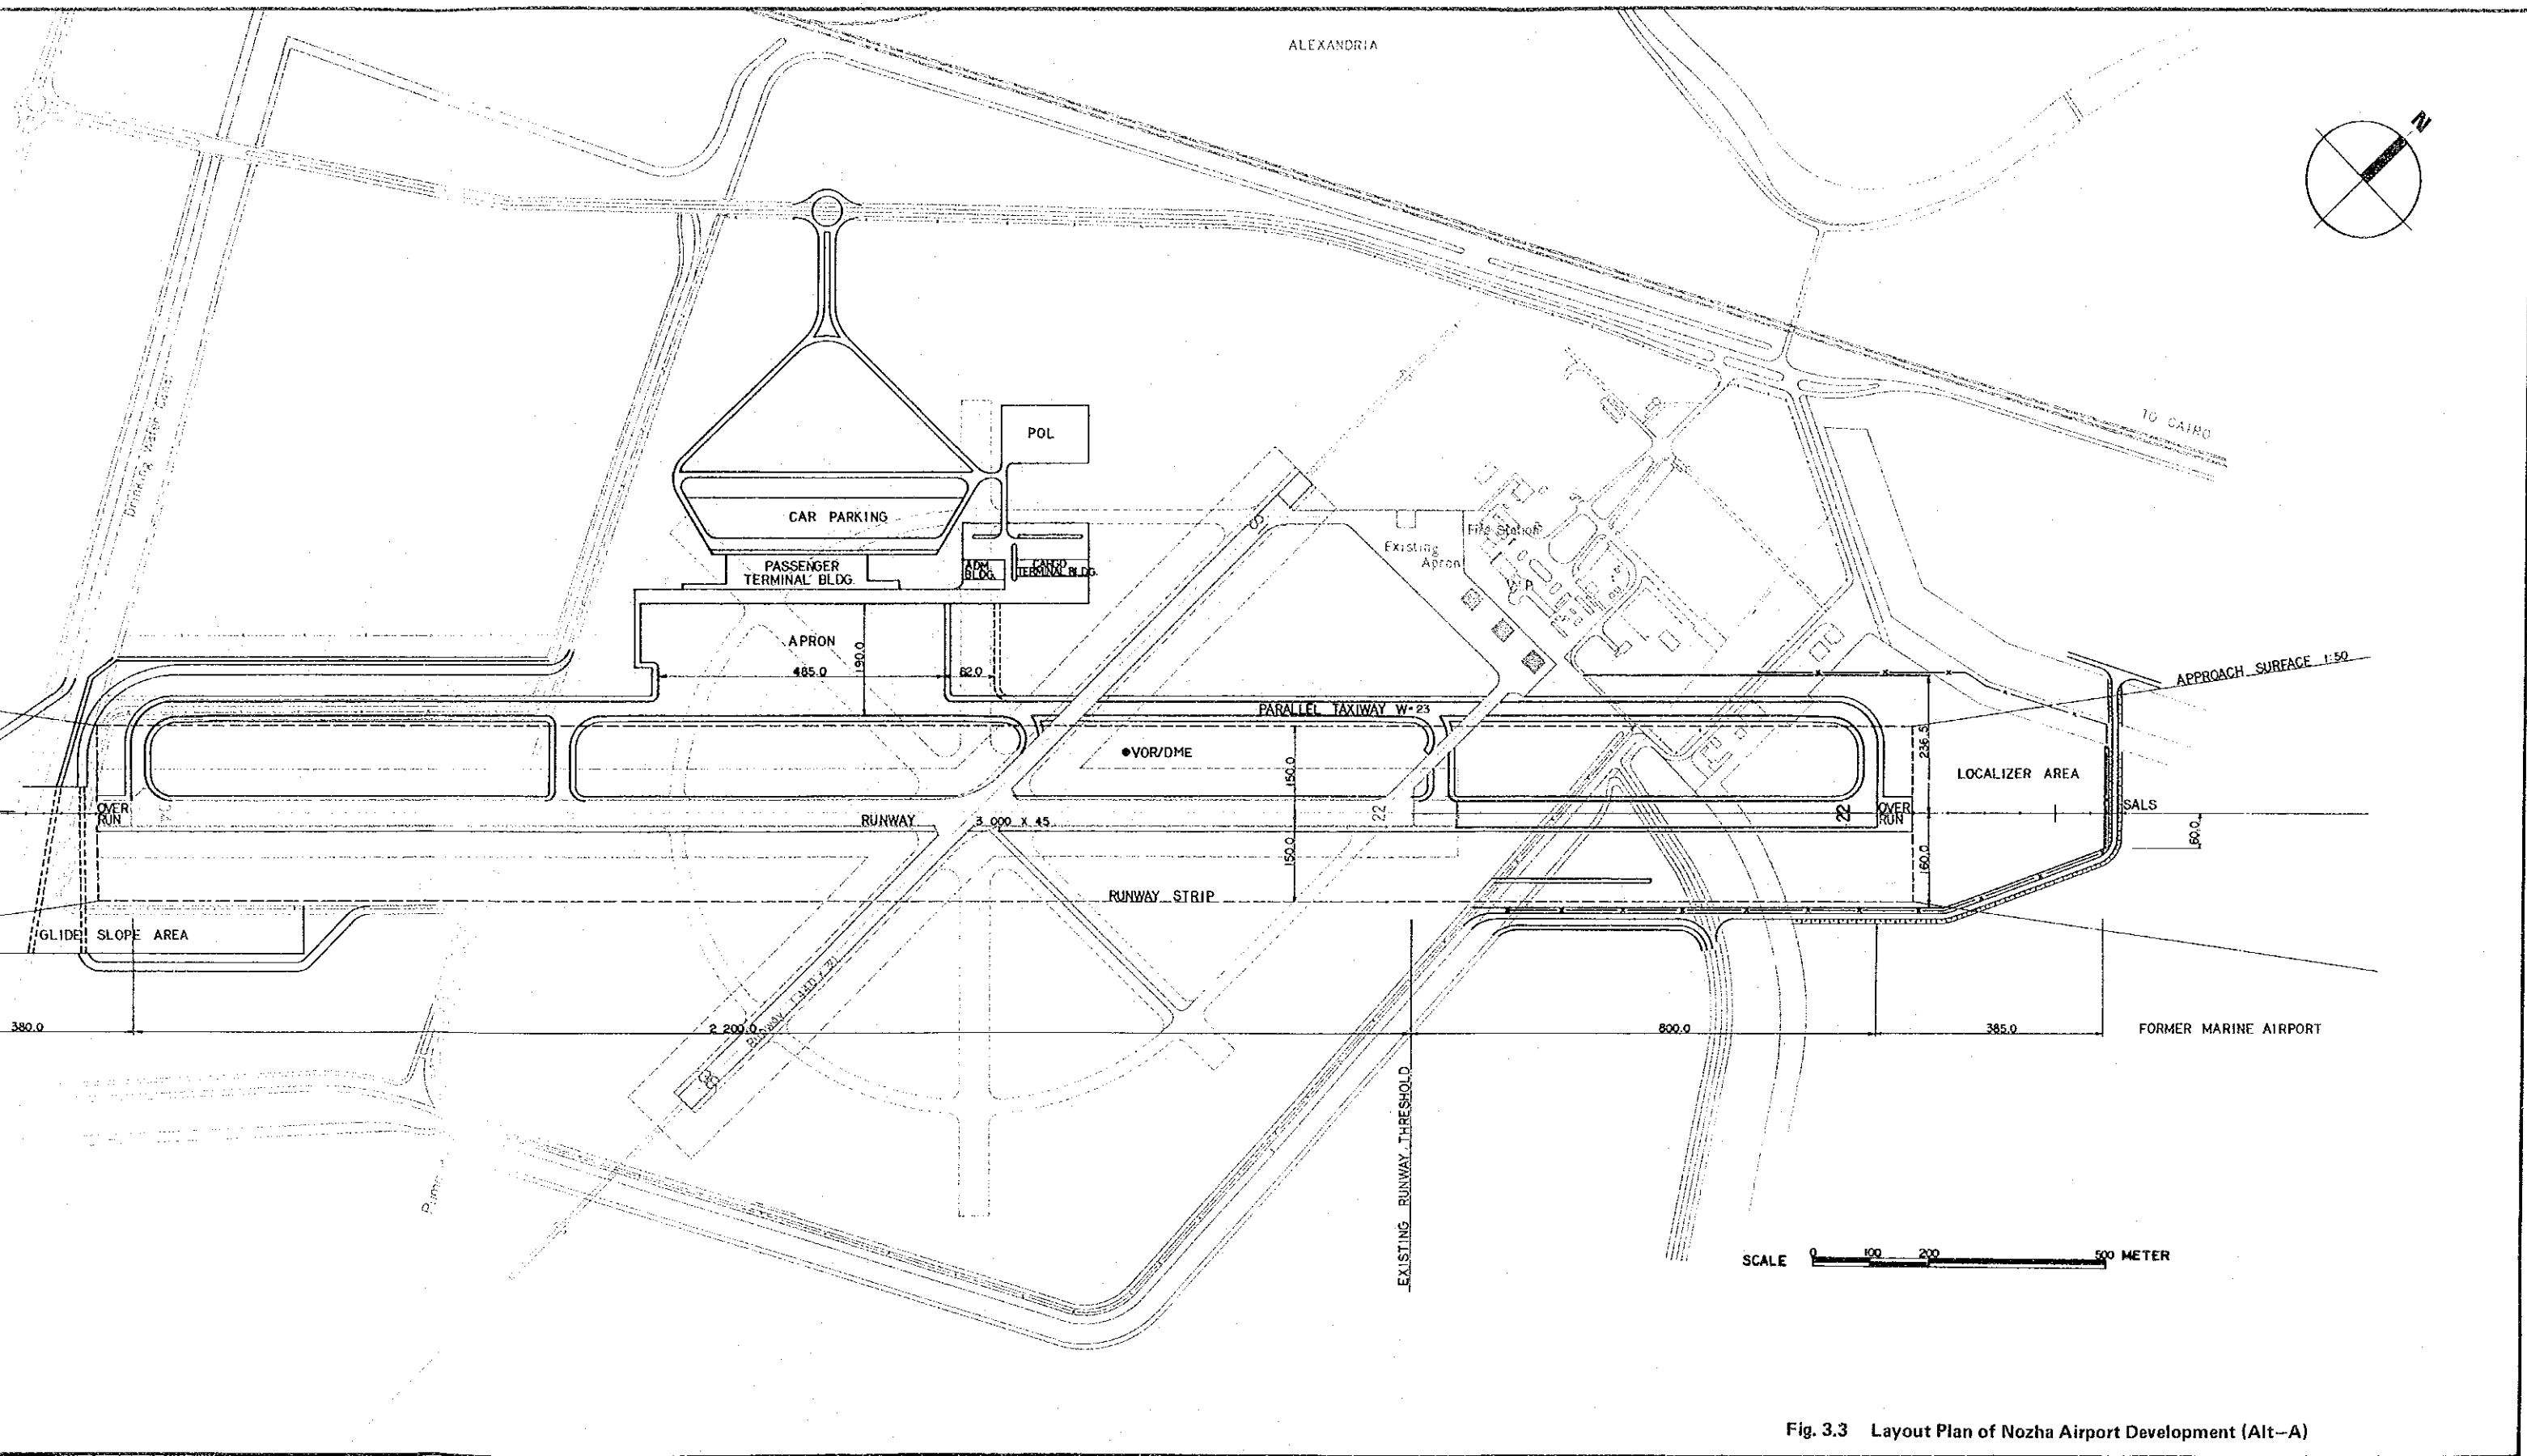 ALEXANDRIA
N
TO CAIRO
Drinking Water Canal
POL
CAR PARKING
PASSENGER
TERMINAL BLDG.
ADM.
BLDG.
CARGO
TERMINAL BLDG.
Existing
Apron
Fire Station
APRON
190.0
485.0
82.0
APPROACH SURFACE 1:50
PARALLEL TAXIWAY W=23
VOR/DME
150.0
236.5
LOCALIZER AREA
OVER
RUN
RUNWAY
3 000 X 45
22
22
OVER
RUN
SALS
60.0
150.0
160.0
RUNWAY STRIP
GLIDE SLOPE AREA
380.0
2 200.0
Runway
36
800.0
385.0
FORMER MARINE AIRPORT
EXISTING RUNWAY THRESHOLD
SCALE 0 100 200 500 METER
Fig. 3.3 Layout Plan of Nozha Airport Development (Alt-A)